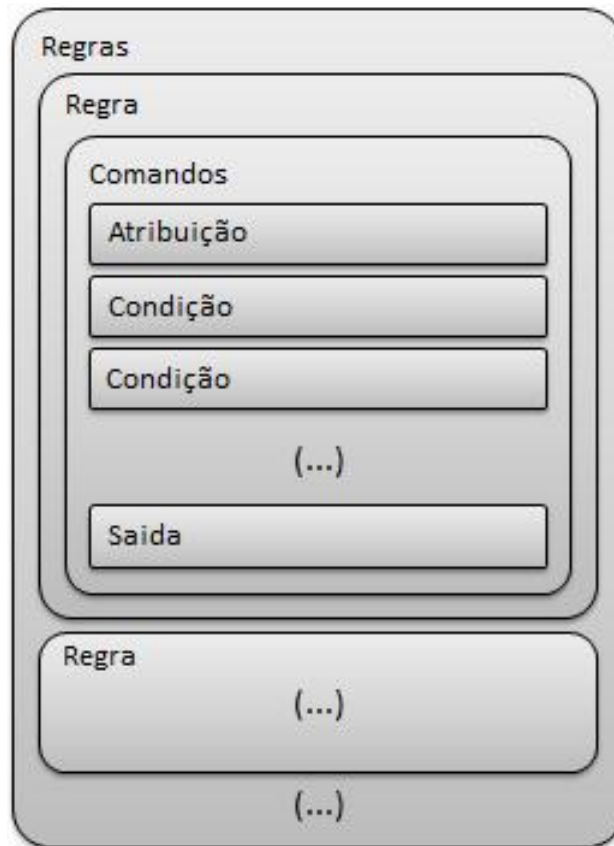 Regras
Regra
Comandos
Atribuição
Condição
Condição
(...)
Saida
Regra
(...)
(...)